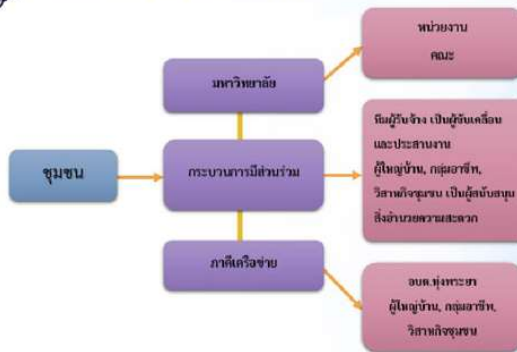 หน่วยงาน
คณะ
มหาวิทยาลัย
ทีมผู้รับจ้าง เป็นผู้ขับเคลื่อน
และประสานงาน
ผู้ใหญ่บ้าน, กลุ่มอาชีพ,
วิสาหกิจชุมชน เป็นผู้สนับสนุน
สิ่งอำนวยความสะดวก
ชุมชน
กระบวนการมีส่วนร่วม
ภาคีเครือข่าย
อบต.ทุ่งพระยา
ผู้ใหญ่บ้าน, กลุ่มอาชีพ,
วิสาหกิจชุมชน